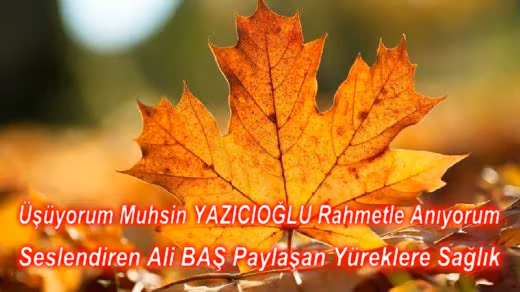 Üşüyorum Muhsin YAZICIOĞLU Rahmetle Anıyorum
Seslendiren Ali BAŞ Paylaşan Yüreklere Sağlık